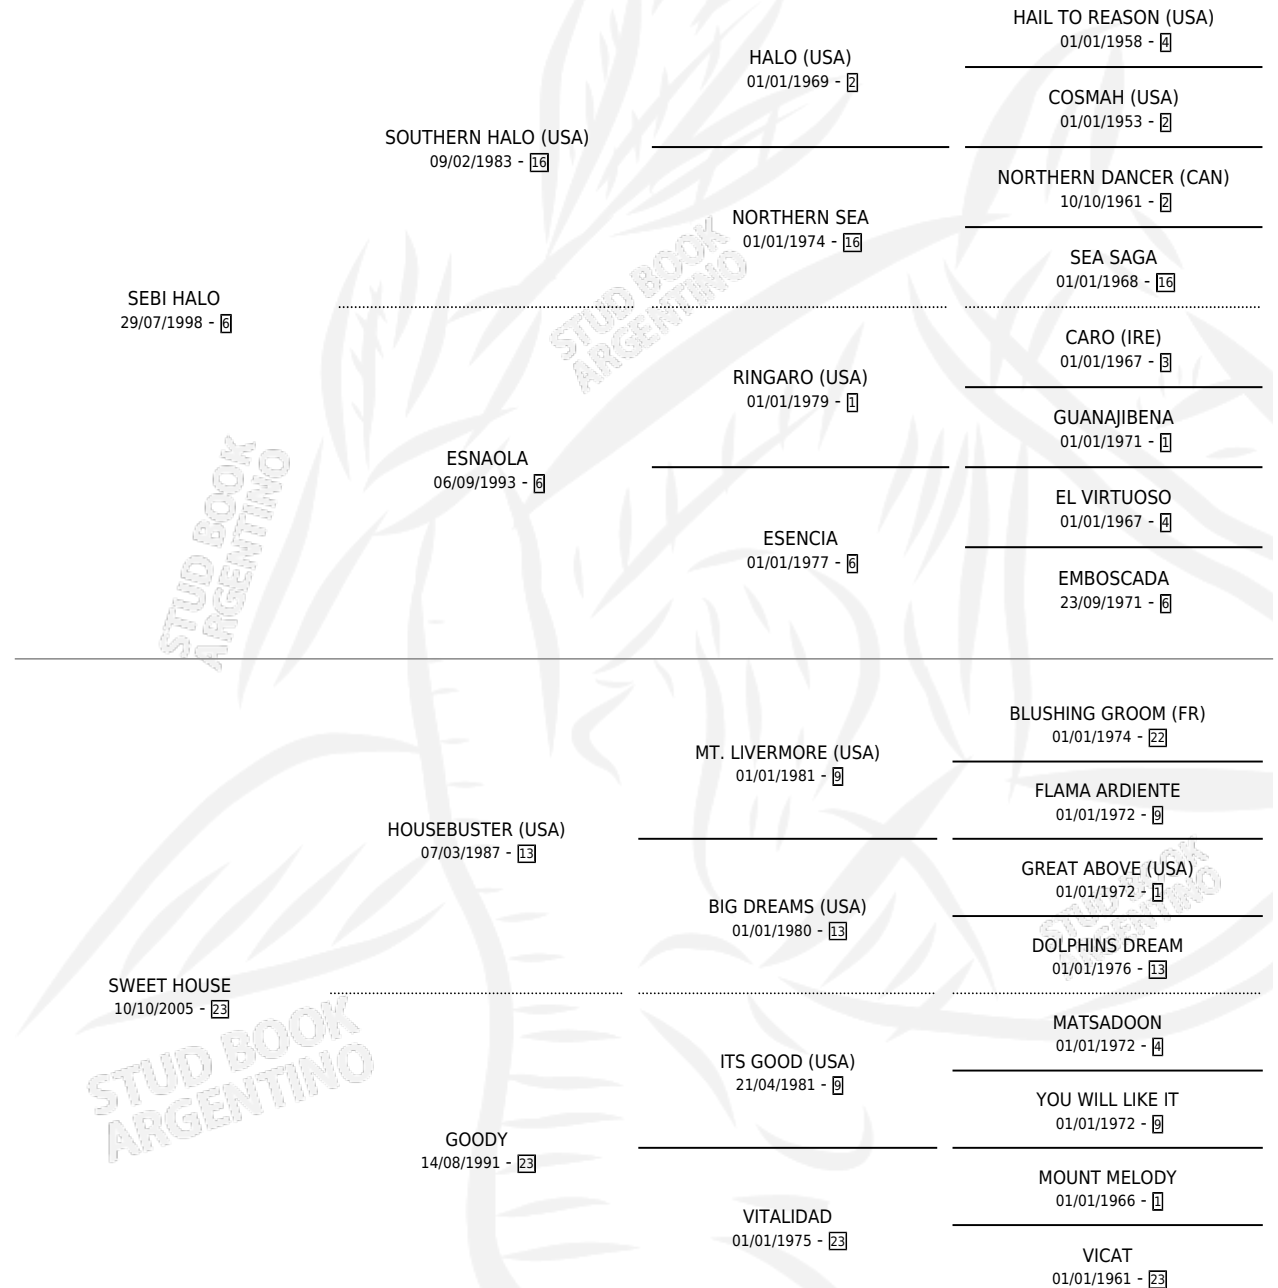 HAIL TO REASON (USA)
01/01/1958 - 4
HALO (USA)
01/01/1969 - 2
COSMAH (USA)
01/01/1953 - 2
SOUTHERN HALO (USA)
09/02/1983 - 16
NORTHERN DANCER (CAN)
10/10/1961 - 2
NORTHERN SEA
01/01/1974 - 16
SEA SAGA
01/01/1968 - 16
STUD BOOK
ARGENTINO
SEBI HALO
29/07/1998 - 6
CARO (IRE)
01/01/1967 - 3
RINGARO (USA)
01/01/1979 - 1
GUANAJIBENA
01/01/1971 - 1
ESNAOLA
06/09/1993 - 6
EL VIRTUOSO
01/01/1967 - 4
ESENCIA
01/01/1977 - 6
EMBOSCADA
23/09/1971 - 6
STUD BOOK
ARGENTINO
BLUSHING GROOM (FR)
01/01/1974 - 22
MT. LIVERMORE (USA)
01/01/1981 - 9
FLAMA ARDIENTE
01/01/1972 - 9
HOUSEBUSTER (USA)
07/03/1987 - 13
GREAT ABOVE (USA)
01/01/1972 - 1
BIG DREAMS (USA)
01/01/1980 - 13
STUD BOOK
ARGENTINO
DOLPHINS DREAM
01/01/1976 - 13
SWEET HOUSE
10/10/2005 - 23
MATSADOON
01/01/1972 - 4
ITS GOOD (USA)
21/04/1981 - 9
YOU WILL LIKE IT
01/01/1972 - 9
STUD BOOK
ARGENTINO
GOODY
14/08/1991 - 23
MOUNT MELODY
01/01/1966 - 1
VITALIDAD
01/01/1975 - 23
VICAT
01/01/1961 - 23